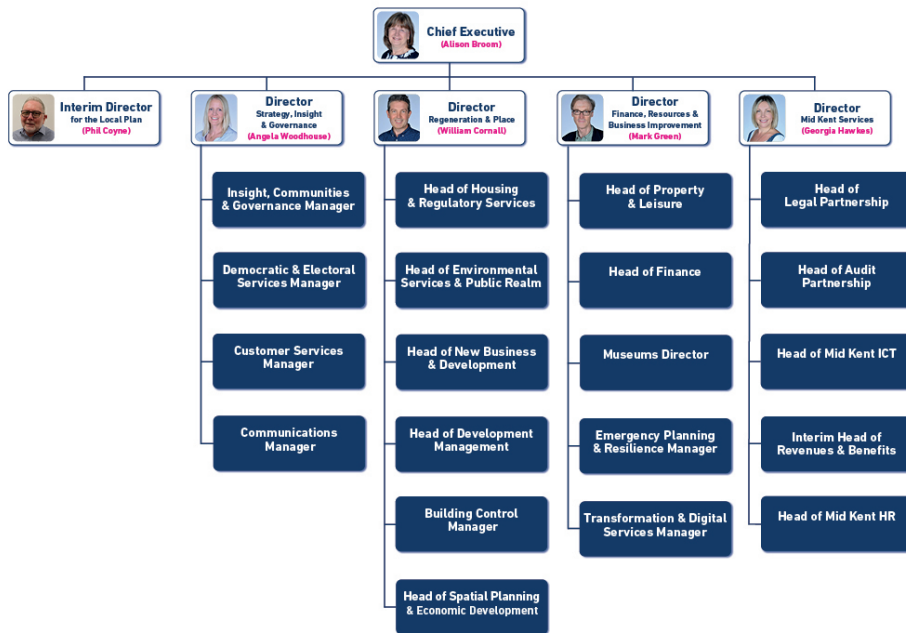 Chief Executive
(Alison Broom)
Interim Director
for the Local Plan
(Phil Coyne)
Director
Strategy, Insight
& Governance
(Angela Woodhouse)
Director
Regeneration & Place
(William Cornall)
Director
Finance, Resources &
Business Improvement
(Mark Green)
Director
Mid Kent Services
(Georgia Hawkes)
Insight, Communities
& Governance Manager
Democratic & Electoral
Services Manager
Customer Services
Manager
Communications
Manager
Head of Housing
& Regulatory Services
Head of Environmental
Services & Public Realm
Head of New Business
& Development
Head of Development
Management
Building Control
Manager
Head of Spatial Planning
& Economic Development
Head of Property
& Leisure
Head of Finance
Museums Director
Emergency Planning
& Resilience Manager
Transformation & Digital
Services Manager
Head of
Legal Partnership
Head of Audit
Partnership
Head of Mid Kent ICT
Interim Head of
Revenues & Benefits
Head of Mid Kent HR